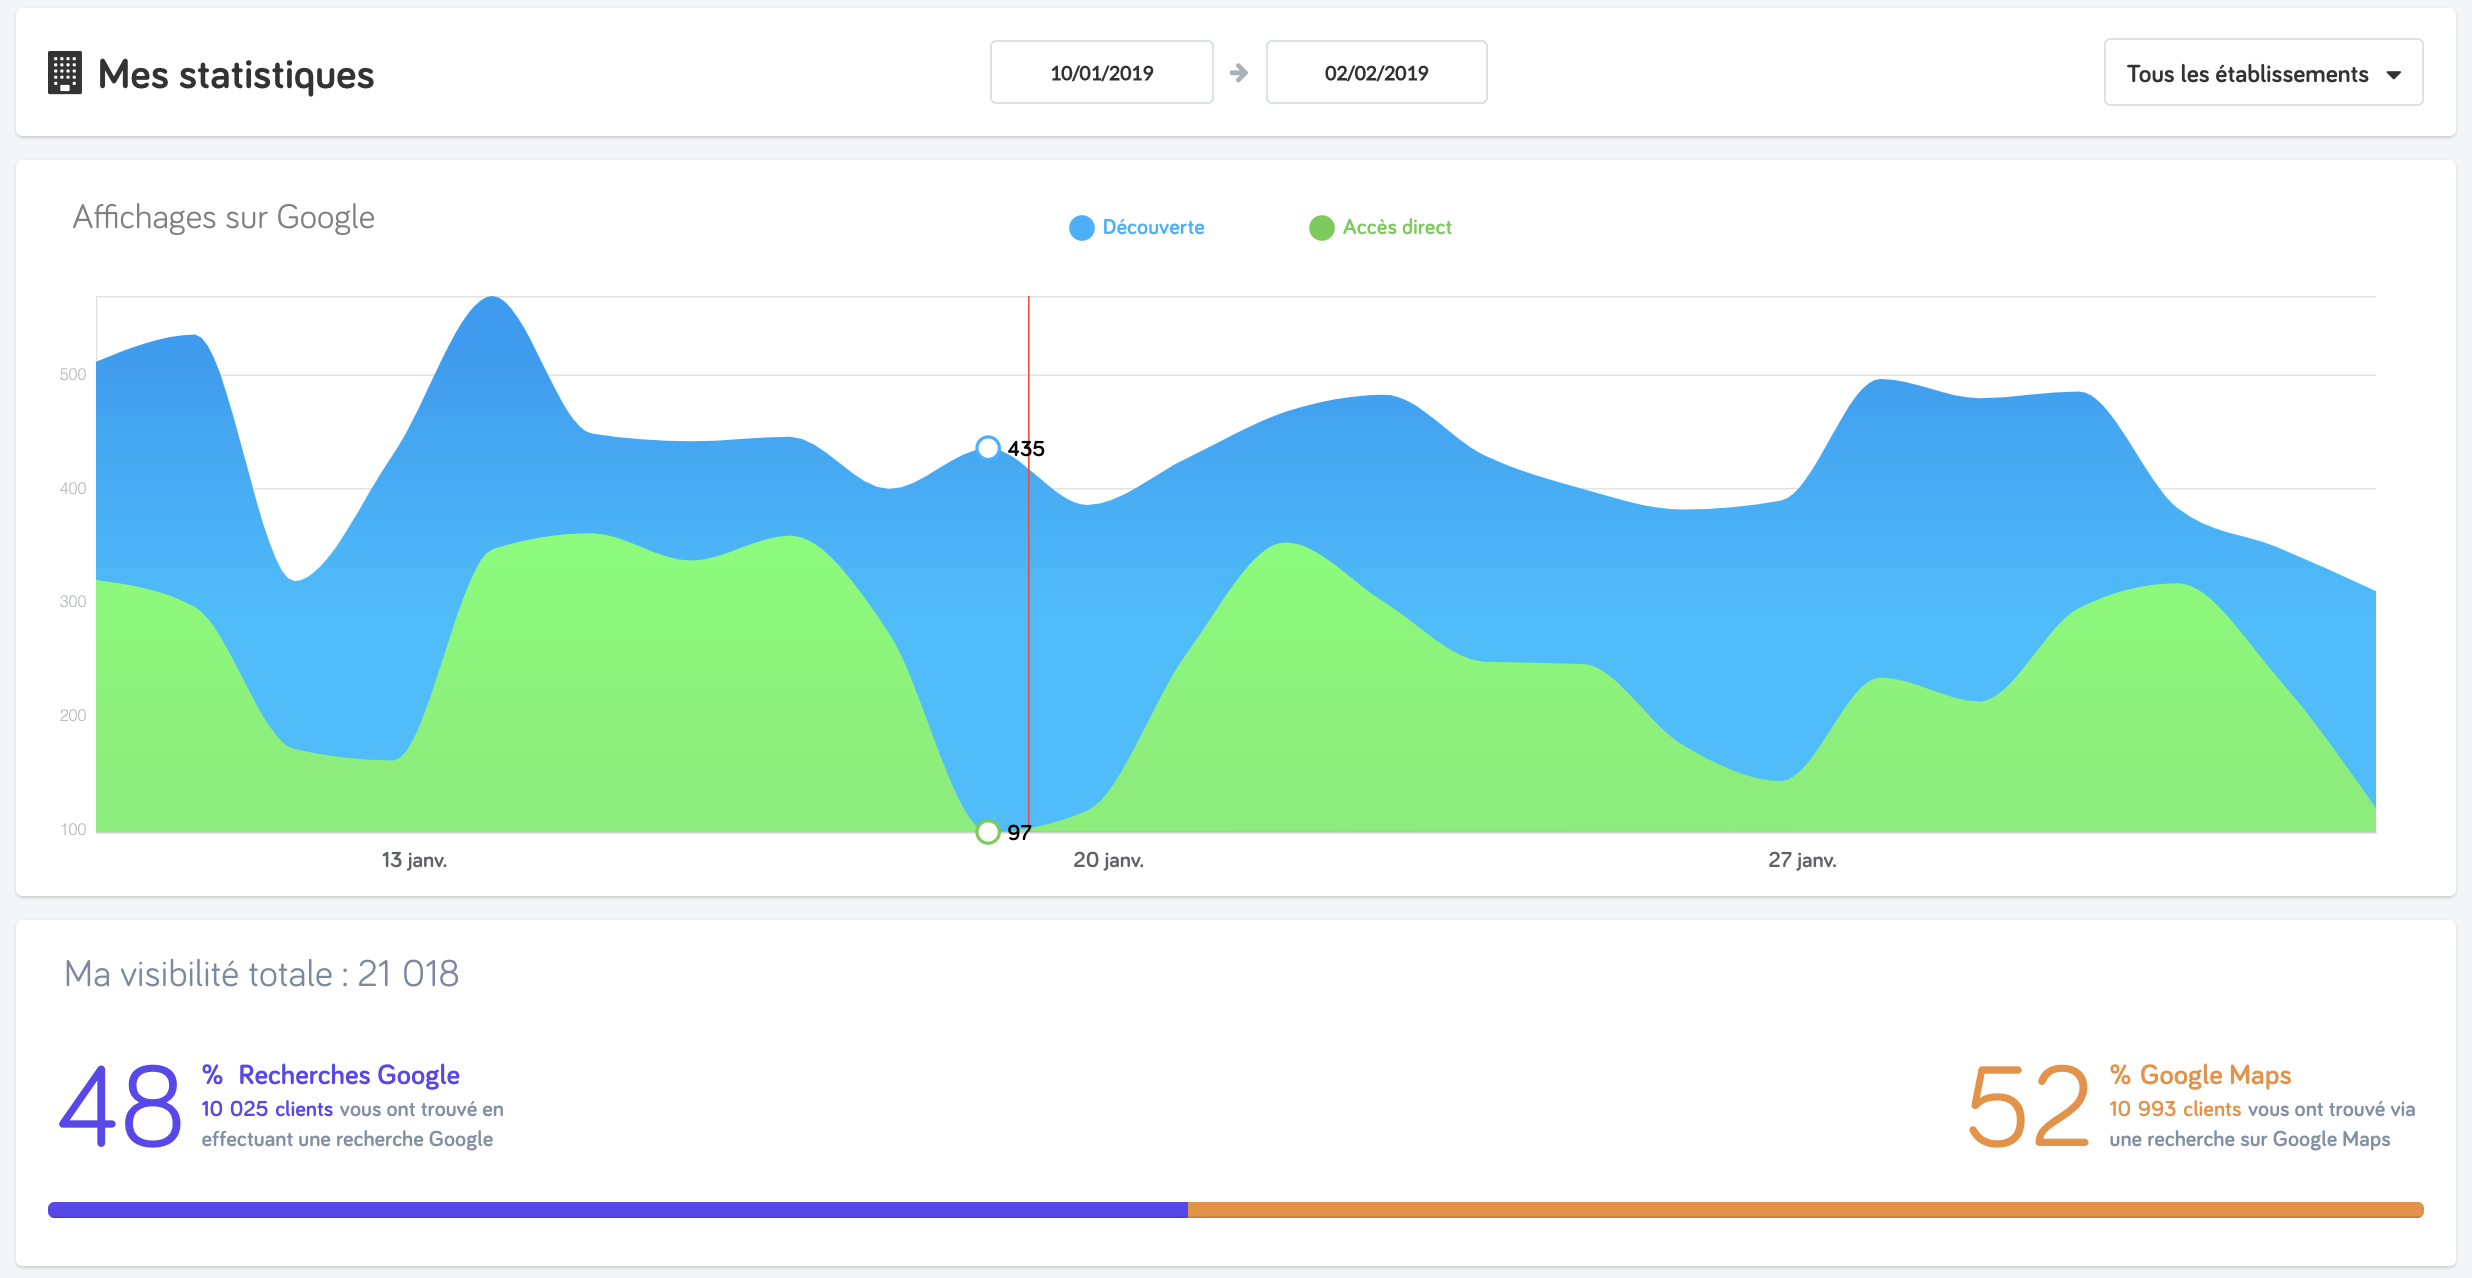 Mes statistiques
10/01/2019
02/02/2019
Tous les établissements
Affichages sur Google
Découverte
Accès direct
500
400
300
200
100
435
97
13 janv.
20 janv.
27 janv.
Ma visibilité totale : 21 018
48 % Recherches Google
10 025 clients vous ont trouvé en
effectuant une recherche Google
52 % Google Maps
10 993 clients vous ont trouvé via
une recherche sur Google Maps